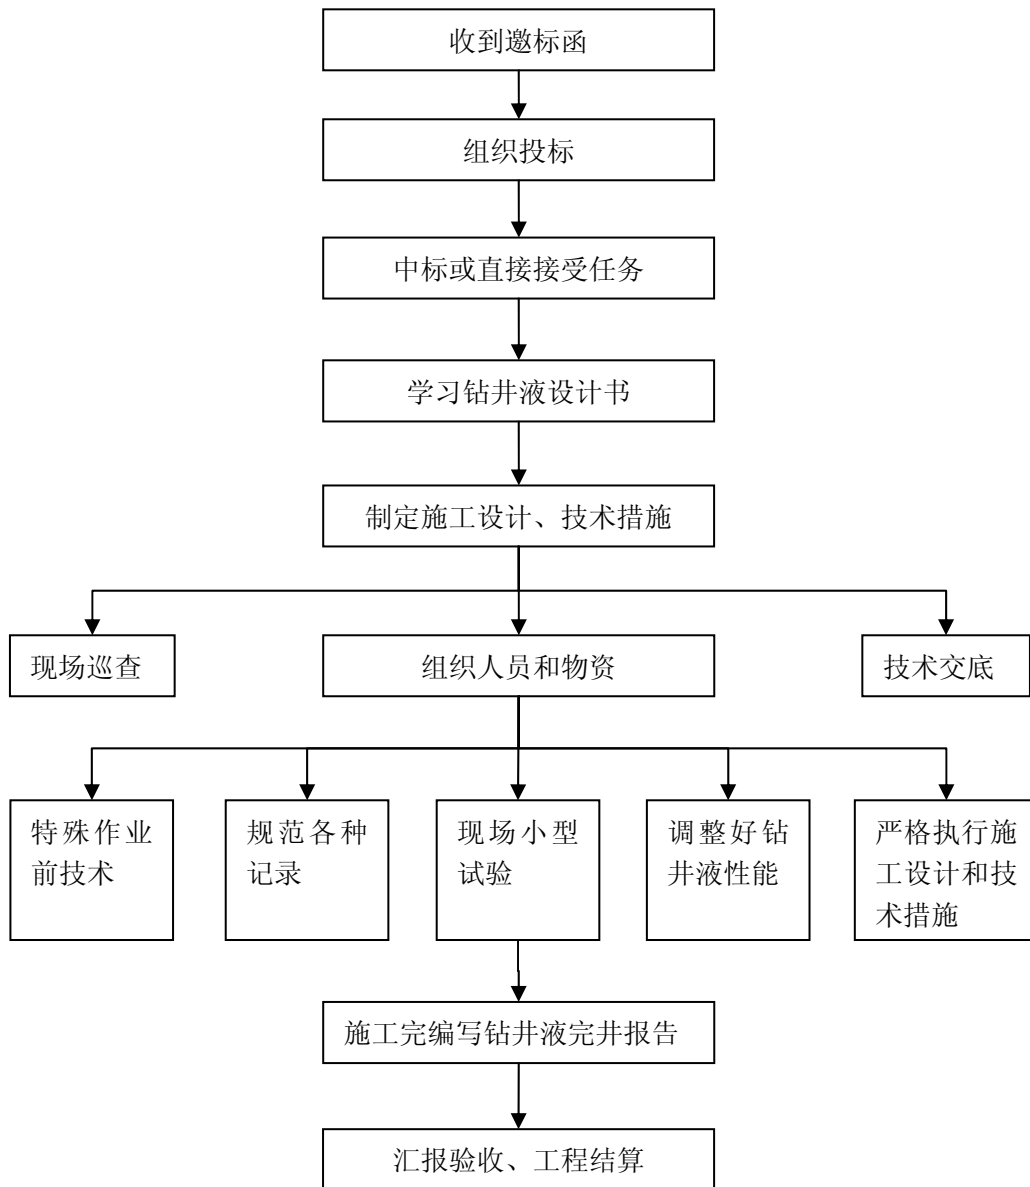 收到邀标函
组织投标
中标或直接接受任务
学习钻井液设计书
制定施工设计、技术措施
现场巡查
组织人员和物资
技术交底
特殊作业
前技术
规范各种
记录
现场小型
试验
调整好钻
井液性能
严格执行施
工设计和技
术措施
施工完编写钻井液完井报告
汇报验收、工程结算